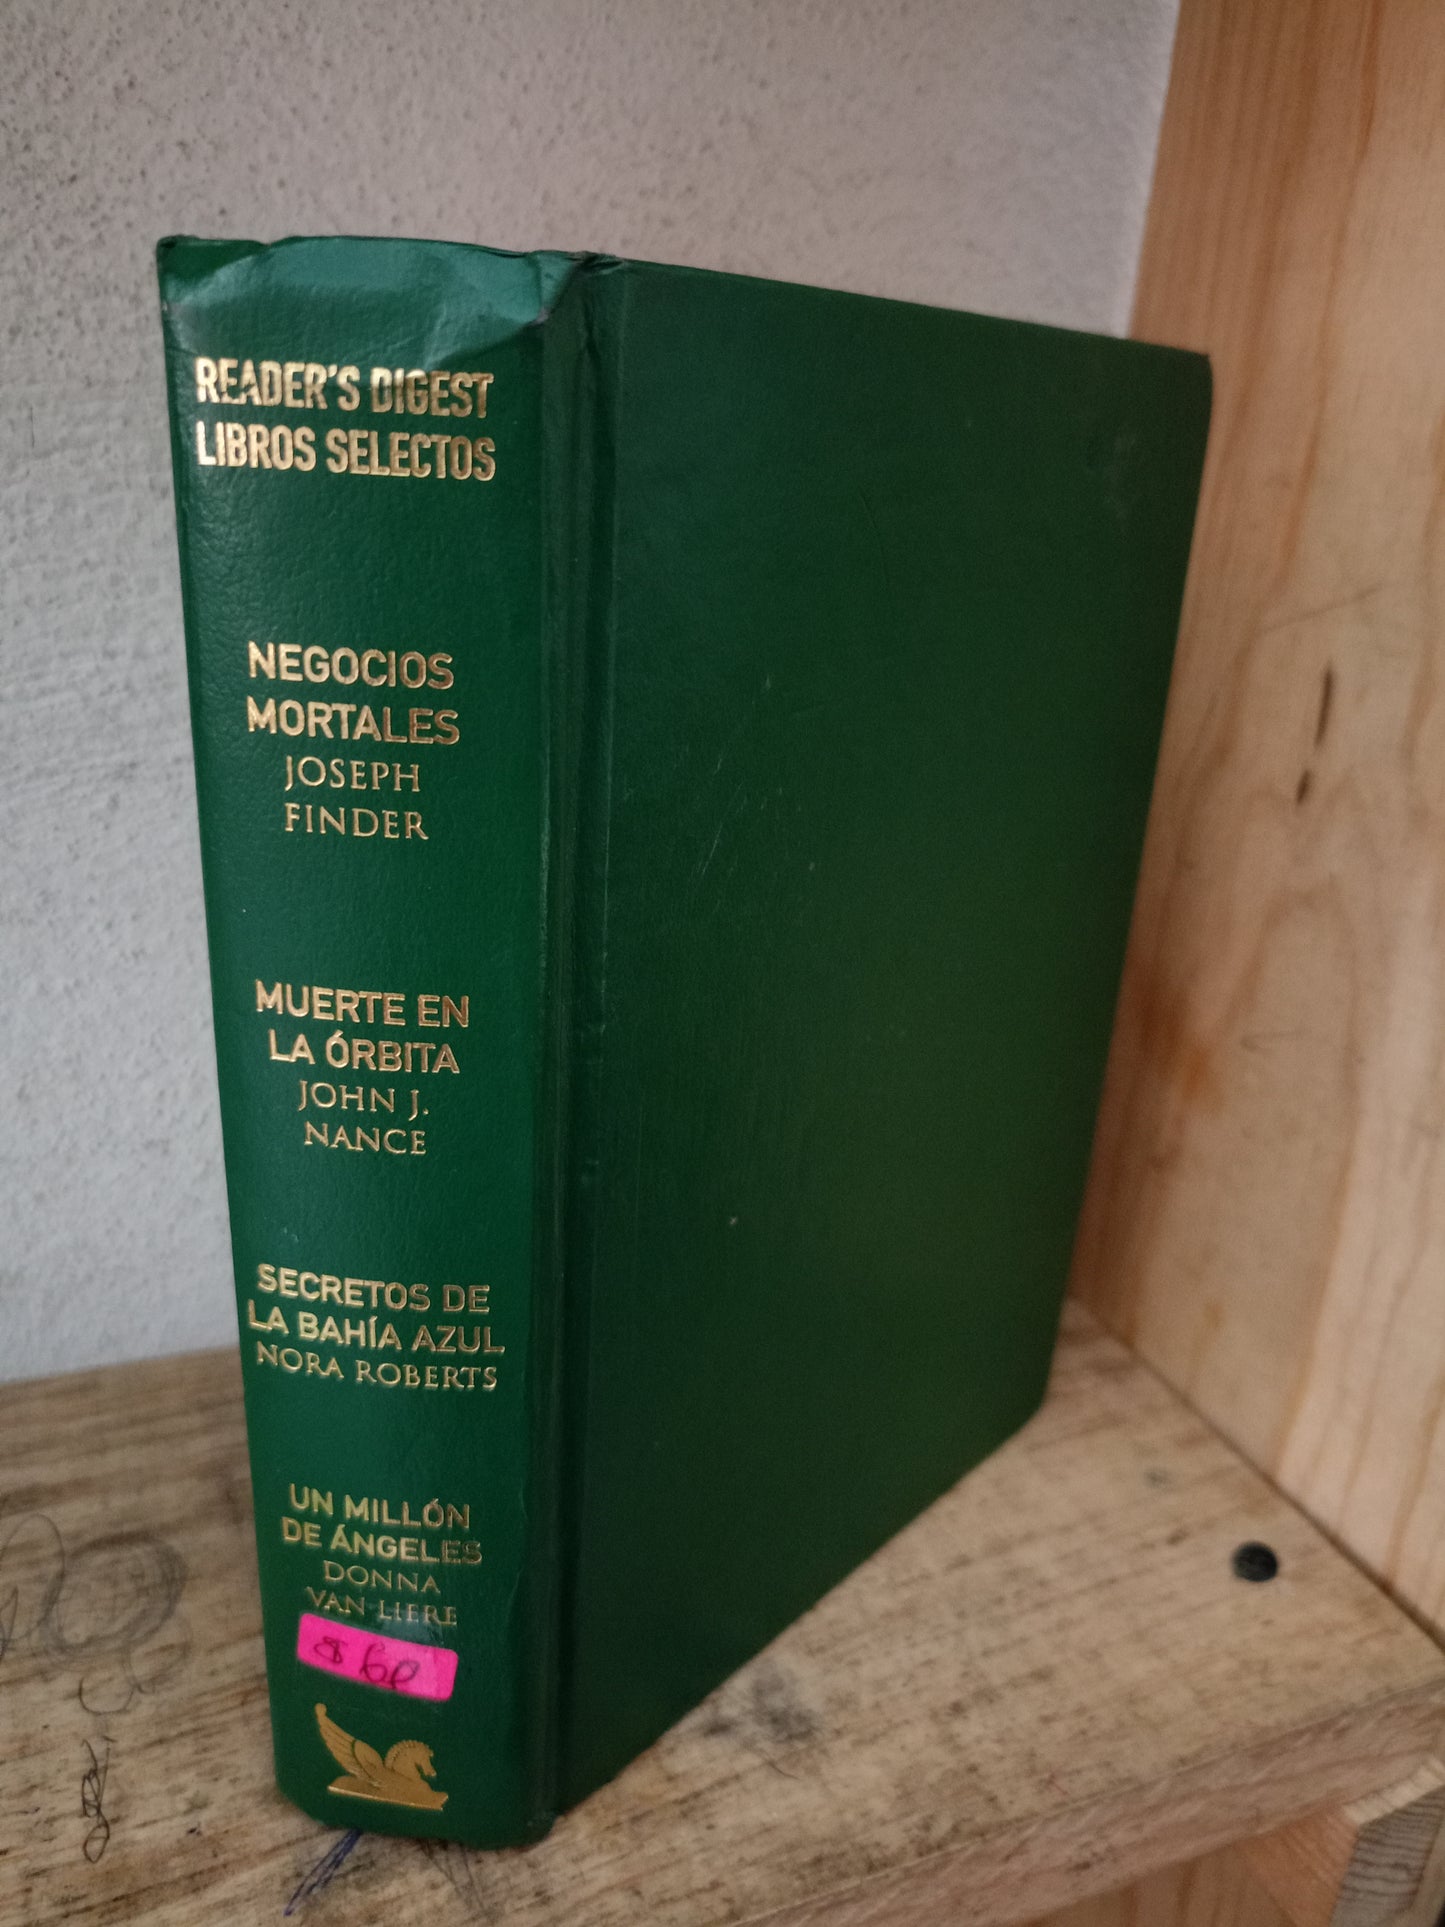 READER'S DIGEST
LIBROS SELECTOS
NEGOCIOS
MORTALES
JOSEPH
FINDER
MUERTE EN
LA ÓRBITA
JOHN J.
NANCE
SECRETOS DE
LA BAHÍA AZUL
NORA ROBERTS
UN MILLÓN
DE ÁNGELES
DONNA
VAN LIERE
$ 60